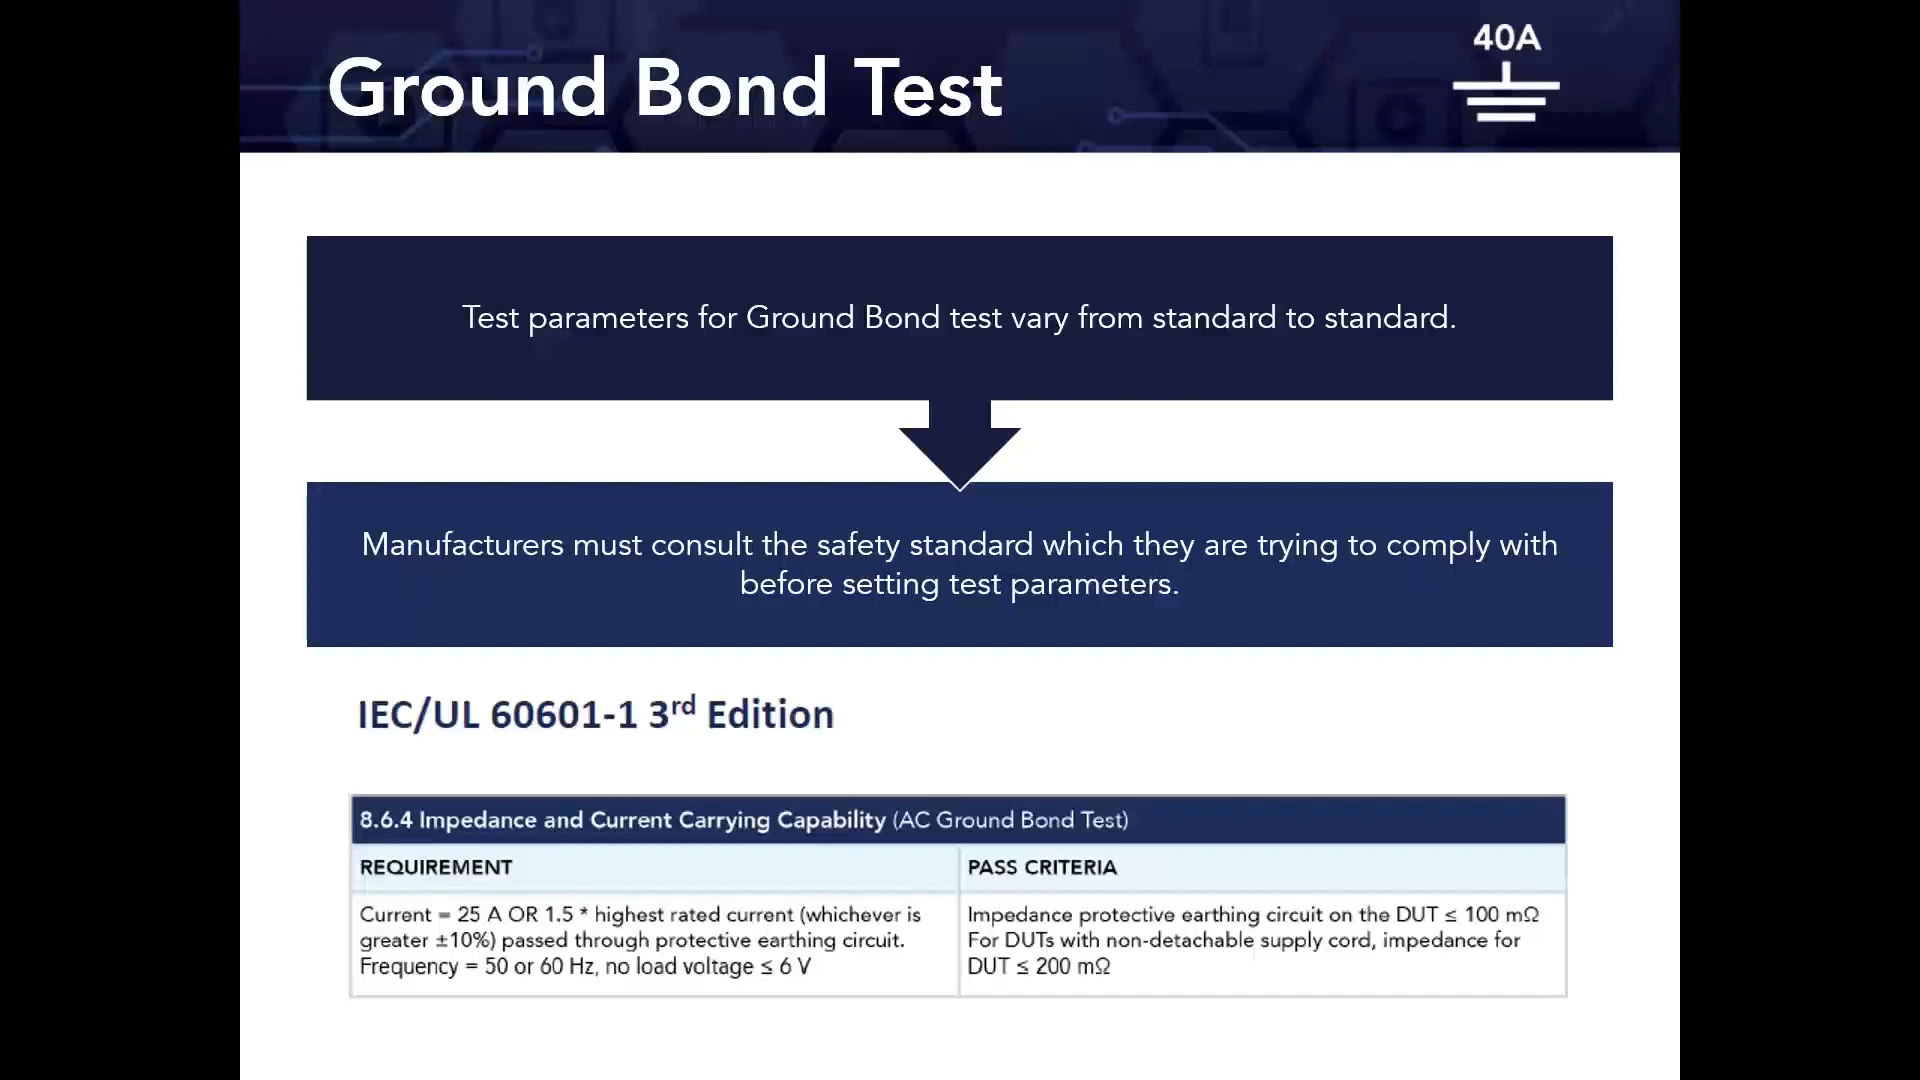 Ground Bond Test
40A
Test parameters for Ground Bond test vary from standard to standard.
Manufacturers must consult the safety standard which they are trying to comply with
before setting test parameters.
IEC/UL 60601-1 3rd Edition
8.6.4 Impedance and Current Carrying Capability (AC Ground Bond Test)
REQUIREMENT
PASS CRITERIA
Current = 25 A OR 1.5 * highest rated current (whichever is
greater ±10%) passed through protective earthing circuit.
Frequency = 50 or 60 Hz, no load voltage ≤ 6 V
Impedance protective earthing circuit on the DUT ≤ 100 mΩ
For DUTs with non-detachable supply cord, impedance for
DUT ≤ 200 mΩ